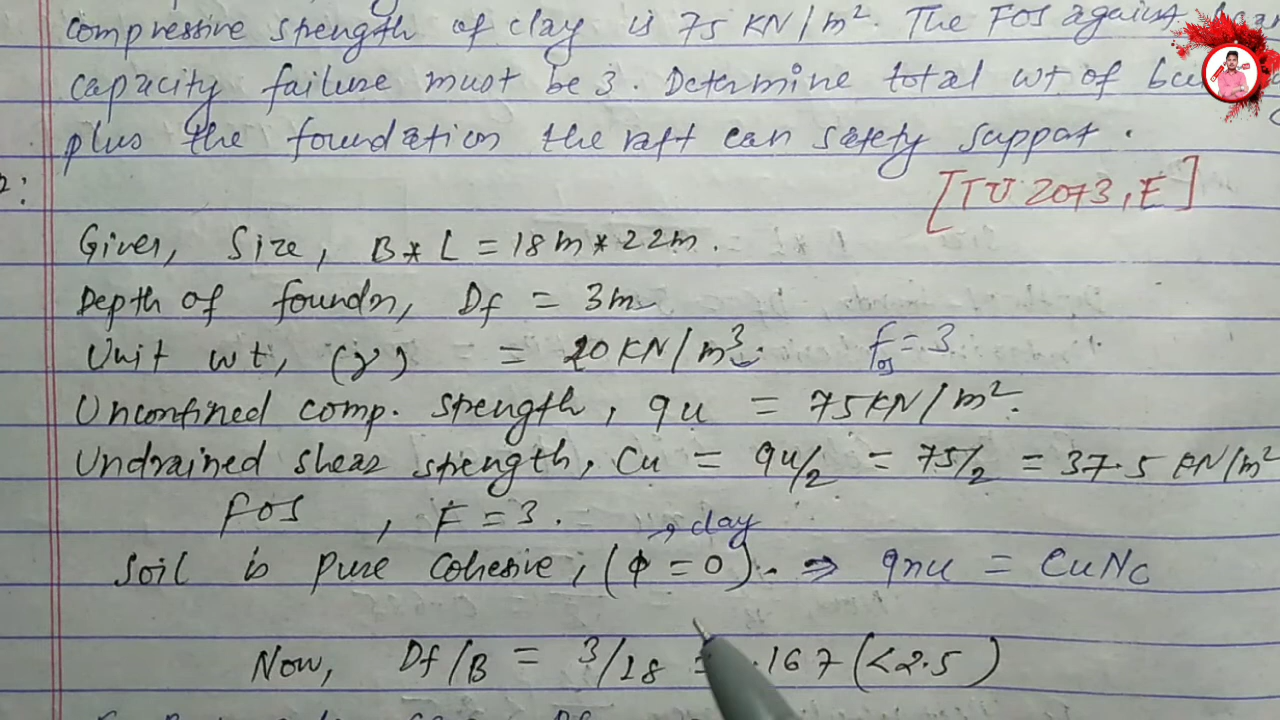 compressive strength of clay is 75 KN/m². The FOS against
capacity failure must be 3. Determine total wt of
plus the foundation the raft can safety support.
[TU 2073, E]
Given, Size, B*L = 18m*22m.
Depth of foundn, Df = 3m
Unit wt, (γ) = 20 KN/m³. fos = 3
Unconfined comp. strength, qu = 75KN/m².
Undrained shear strength, Cu = qu/2 = 75/2 = 37.5 KN/m²
FOS, F = 3.
clay
Soil is pure cohesive, (φ = 0). ⇒ qnu = CuNc
Now, Df/B = 3/18 = .167 (<2.5)